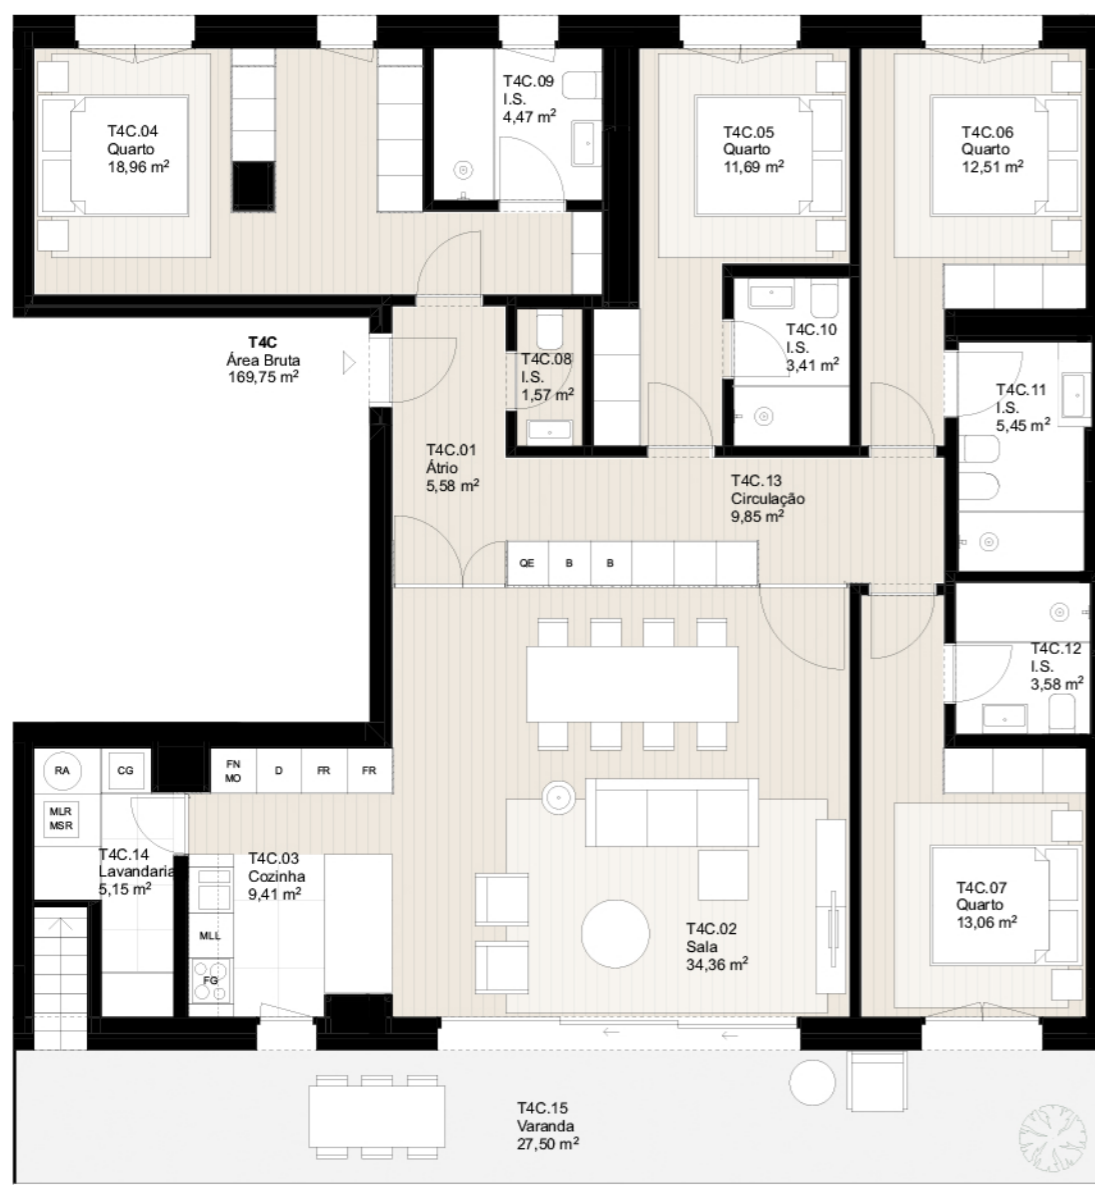 T4C.04
Quarto
18,96 m²
T4C.09
I.S.
4,47 m²
T4C.05
Quarto
11,69 m²
T4C.06
Quarto
12,51 m²
T4C
Área Bruta
169,75 m²
T4C.08
I.S.
1,57 m²
T4C.10
I.S.
3,41 m²
T4C.11
I.S.
5,45 m²
T4C.01
Átrio
5,58 m²
T4C.13
Circulação
9,85 m²
QE
B
B
T4C.12
I.S.
3,58 m²
RA
CG
FN
MO
D
FR
FR
MLR
MSR
T4C.14
Lavandaria
5,15 m²
T4C.03
Cozinha
9,41 m²
MLL
FG
T4C.02
Sala
34,36 m²
T4C.07
Quarto
13,06 m²
T4C.15
Varanda
27,50 m²